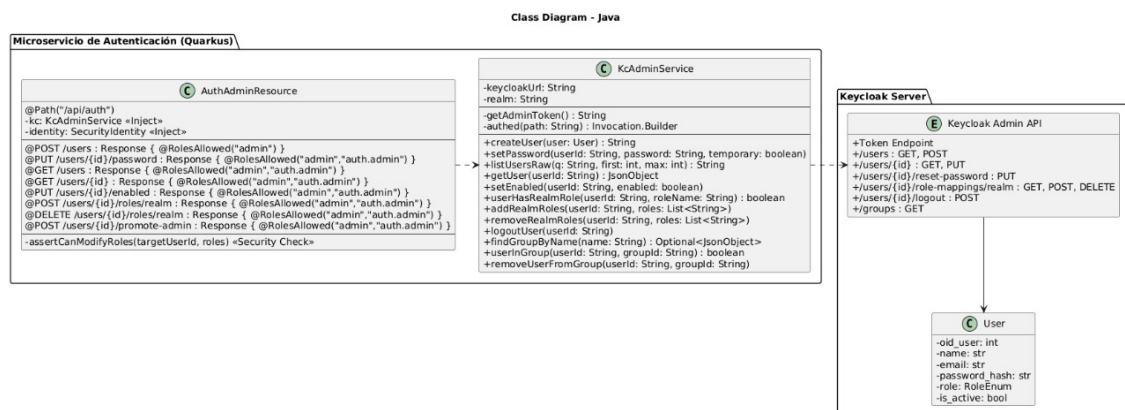 Class Diagram - Java
Microservicio de Autenticación (Quarkus)
C AuthAdminResource
@Path("/api/auth")
-kc: KcAdminService «Inject»
-identity: SecurityIdentity «Inject»
@POST /users : Response { @RolesAllowed("admin") }
@PUT /users/{id}/password : Response { @RolesAllowed("admin","auth.admin") }
@GET /users : Response { @RolesAllowed("admin","auth.admin") }
@GET /users/{id} : Response { @RolesAllowed("admin","auth.admin") }
@PUT /users/{id}/enabled : Response { @RolesAllowed("admin","auth.admin") }
@POST /users/{id}/roles/realm : Response { @RolesAllowed("admin","auth.admin") }
@DELETE /users/{id}/roles/realm : Response { @RolesAllowed("admin","auth.admin") }
@POST /users/{id}/promote-admin : Response { @RolesAllowed("admin","auth.admin") }
-assertCanModifyRoles(targetUserId, roles) «Security Check»
C KcAdminService
-keycloakUrl: String
-realm: String
-getAdminToken() : String
-authed(path: String) : Invocation.Builder
+createUser(user: User) : String
+setPassword(userId: String, password: String, temporary: boolean)
+listUsersRaw(q: String, first: int, max: int) : String
+getUser(userId: String) : JsonObject
+setEnabled(userId: String, enabled: boolean)
+userHasRealmRole(userId: String, roleName: String) : boolean
+addRealmRoles(userId: String, roles: List<String>)
+removeRealmRoles(userId: String, roles: List<String>)
+logoutUser(userId: String)
+findGroupByName(name: String) : Optional<JsonObject>
+userInGroup(userId: String, groupId: String) : boolean
+removeUserFromGroup(userId: String, groupId: String)
Keycloak Server
E Keycloak Admin API
+Token Endpoint
+/users : GET, POST
+/users/{id} : GET, PUT
+/users/{id}/reset-password : PUT
+/users/{id}/role-mappings/realm : GET, POST, DELETE
+/users/{id}/logout : POST
+/groups : GET
C User
-oid_user: int
-name: str
-email: str
-password_hash: str
-role: RoleEnum
-is_active: bool